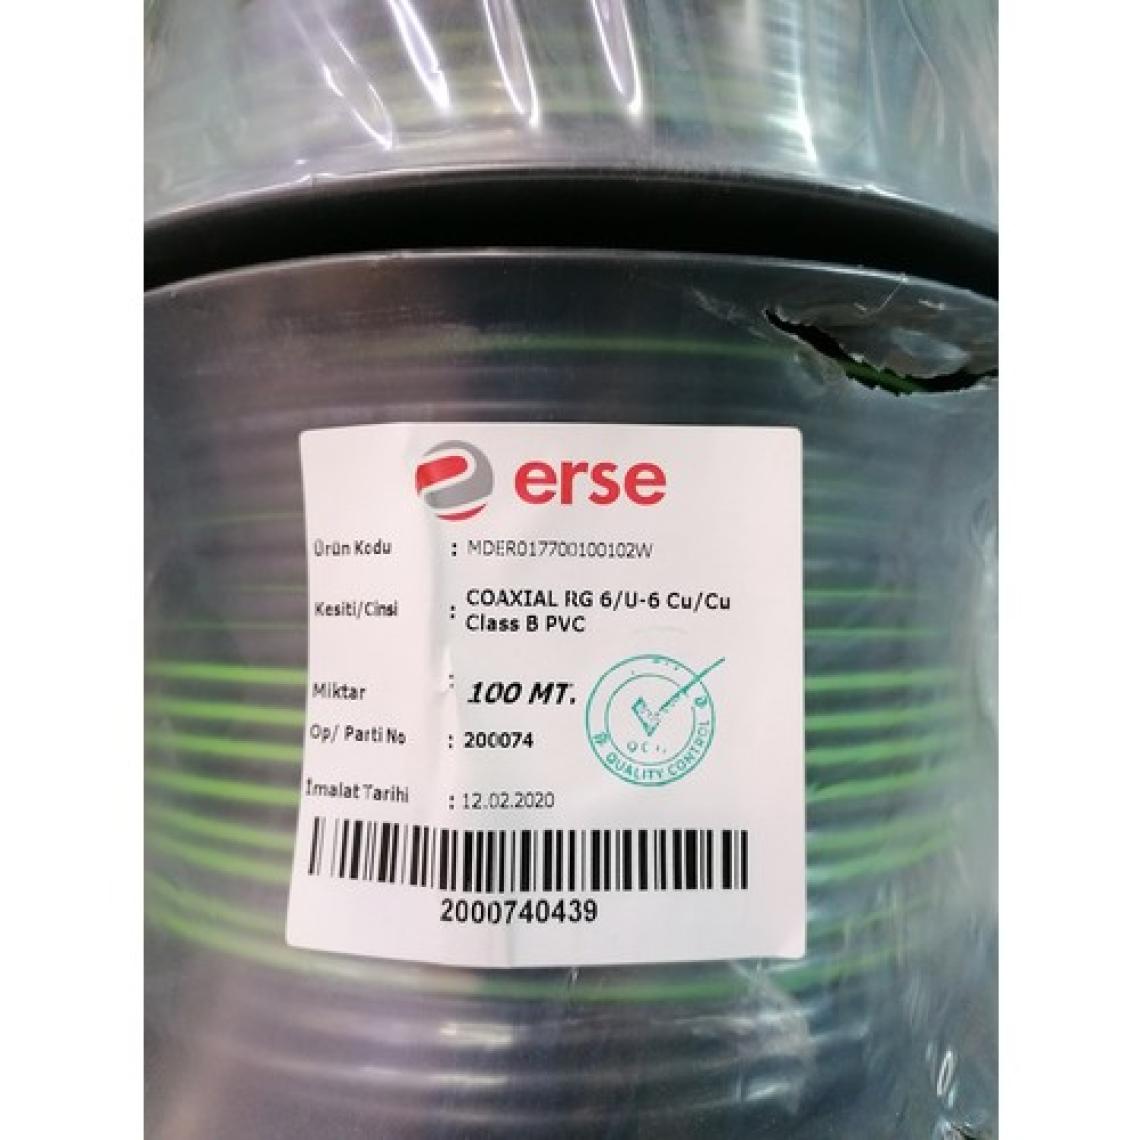 erse
Ürün Kodu : MDER017700100102W
Kesiti/Cinsi : COAXIAL RG 6/U-6 Cu/Cu
Class B PVC
Miktar : 100 MT.
Op/ Parti No : 200074
İmalat Tarihi : 12.02.2020
QUALITY CONTROL
2000740439